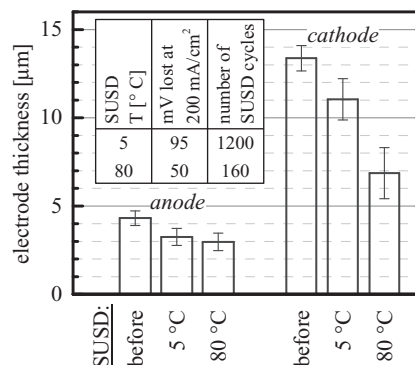 electrode thickness [µm]
15
10
5
0
SUSD
T [° C]
mV lost at
200 mA/cm²
number of
SUSD cycles
5 95 1200
80 50 160
cathode
anode
SUSD:
before
5 °C
80 °C
before
5 °C
80 °C